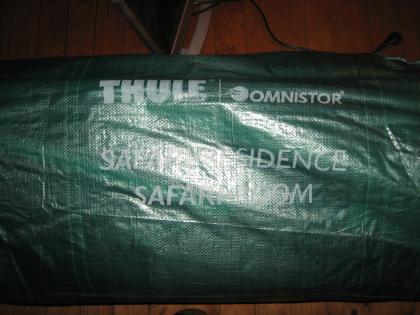 THULE OMNISTOR®
SAFARI RESIDENCE
SAFARI ROOM